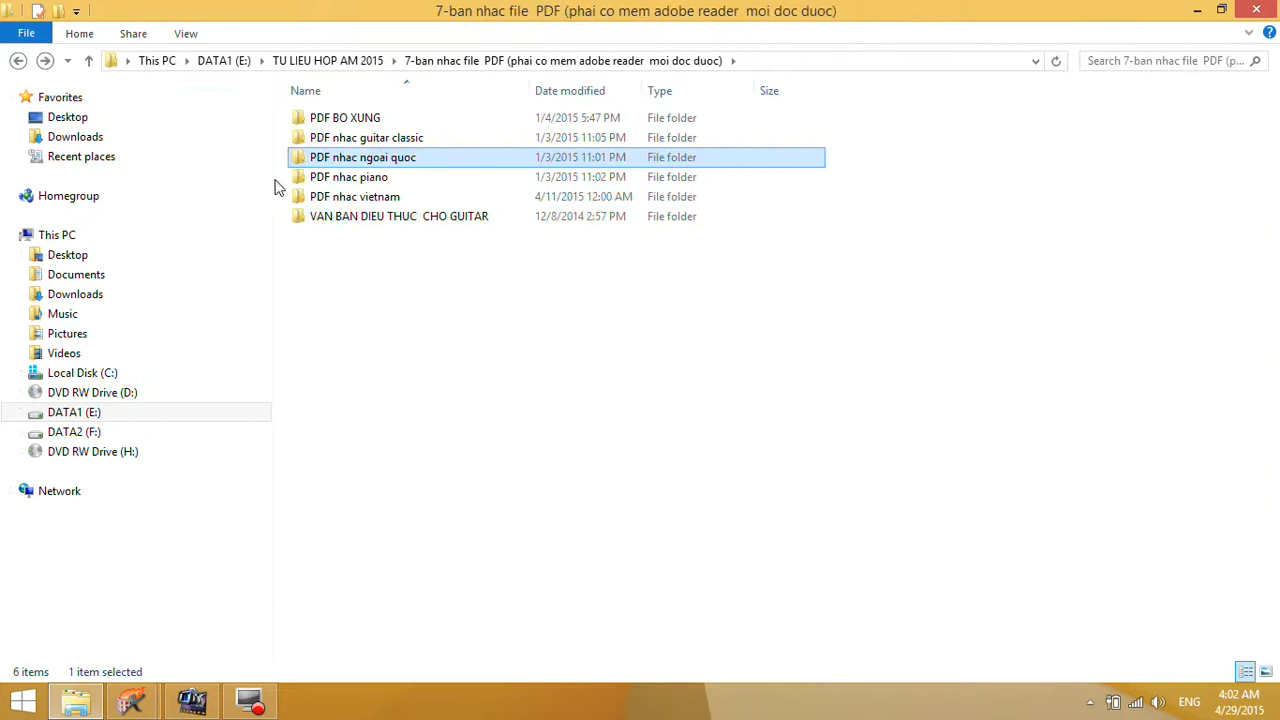 7-ban nhac file  PDF (phai co mem adobe reader  moi doc duoc)
File Home Share View
This PC DATA1 (E:) TU LIEU HOP AM 2015 7-ban nhac file  PDF (phai co mem adobe reader  moi doc duoc) Search 7-ban nhac file  PDF (p...
Name Date modified Type Size
Favorites
Desktop
Downloads
Recent places
Homegroup
This PC
Desktop
Documents
Downloads
Music
Pictures
Videos
Local Disk (C:)
DVD RW Drive (D:)
DATA1 (E:)
DATA2 (F:)
DVD RW Drive (H:)
Network
PDF BO XUNG 1/4/2015 5:47 PM File folder
PDF nhac guitar classic 1/3/2015 11:05 PM File folder
PDF nhac ngoai quoc 1/3/2015 11:01 PM File folder
PDF nhac piano 1/3/2015 11:02 PM File folder
PDF nhac vietnam 4/11/2015 12:00 AM File folder
VAN BAN DIEU THUC  CHO GUITAR 12/8/2014 2:57 PM File folder
6 items 1 item selected
ENG
4:02 AM
4/29/2015